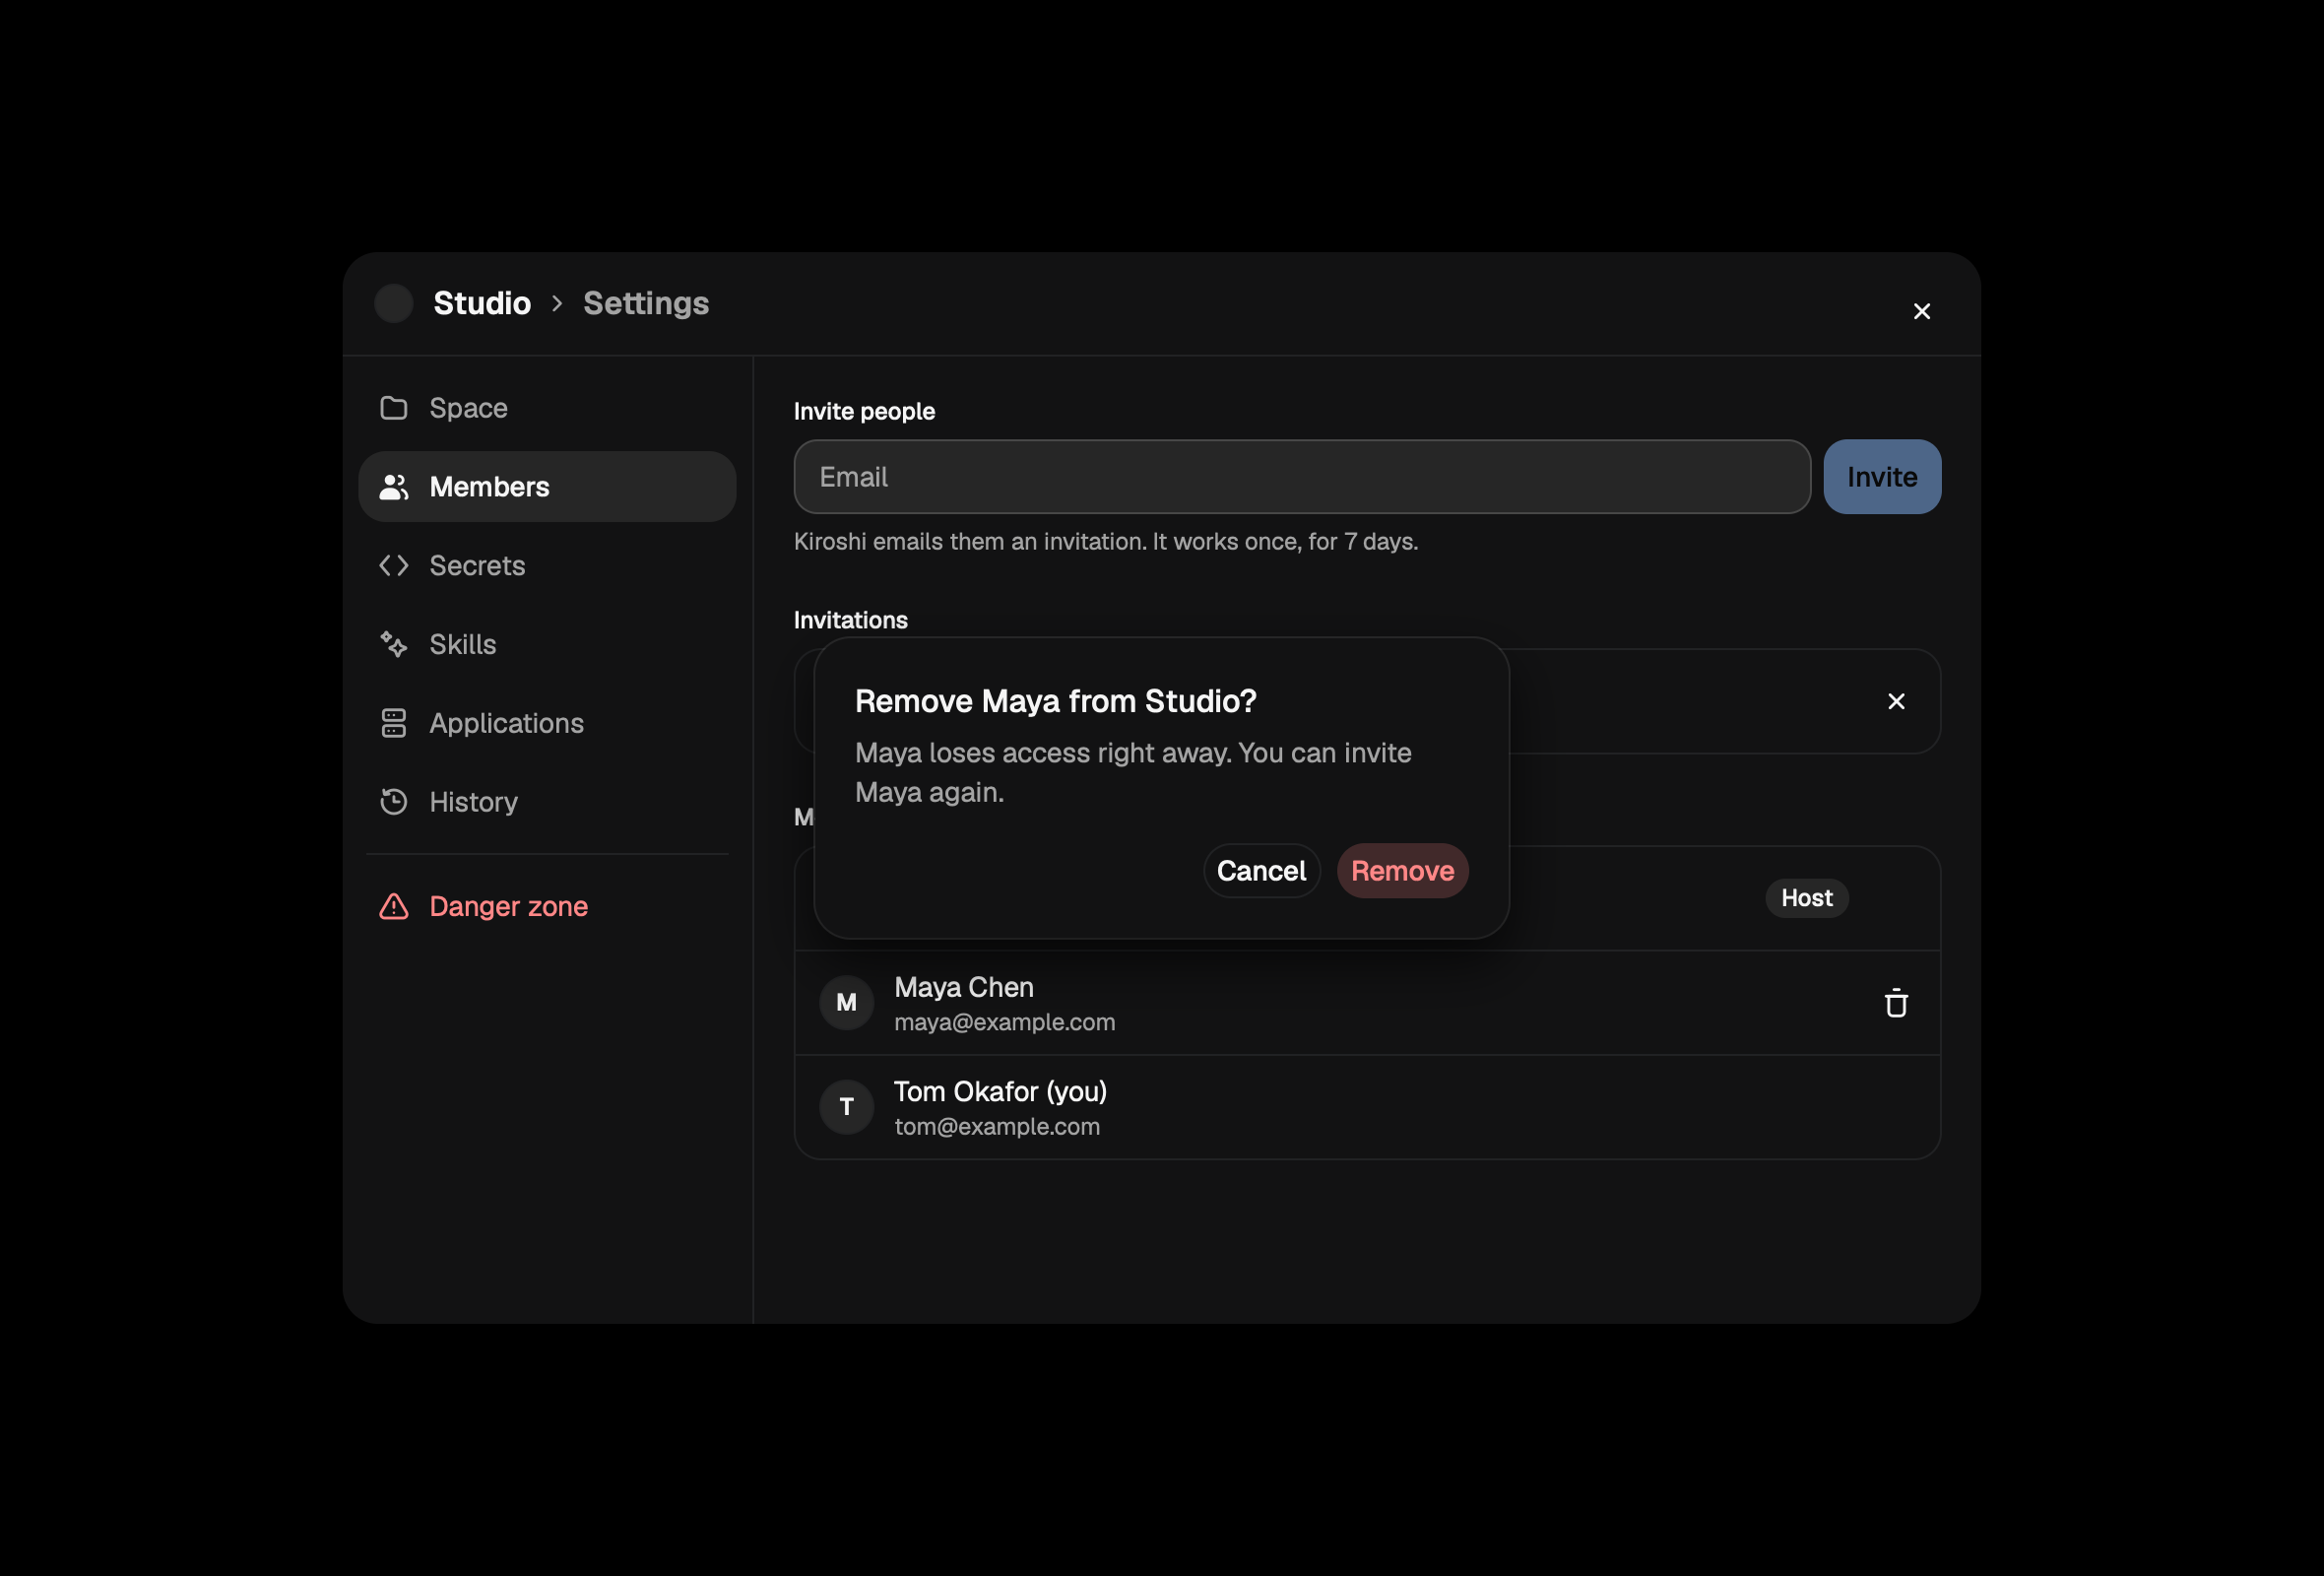 Studio > Settings
Space
Members
Secrets
Skills
Applications
History
Danger zone
Invite people
Email
Invite
Kiroshi emails them an invitation. It works once, for 7 days.
Invitations
Remove Maya from Studio?
Maya loses access right away. You can invite
Maya again.
Cancel
Remove
Host
M
Maya Chen
maya@example.com
T
Tom Okafor (you)
tom@example.com